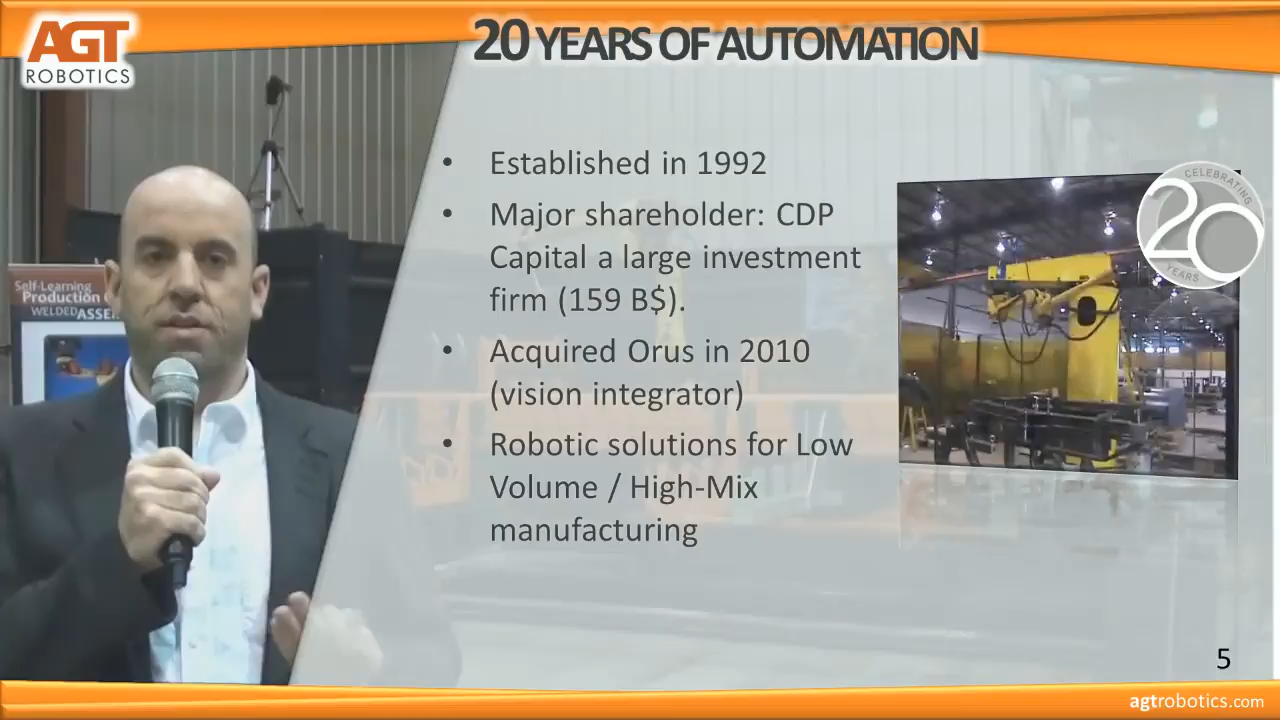 AGT
ROBOTICS
20 YEARS OF AUTOMATION
• Established in 1992
• Major shareholder: CDP
Capital a large investment
firm (159 B$).
• Acquired Orus in 2010
(vision integrator)
• Robotic solutions for Low
Volume / High-Mix
manufacturing
CELEBRATING
20
YEARS
Self-Learning
Production
WELDED
5
agtrobotics.com